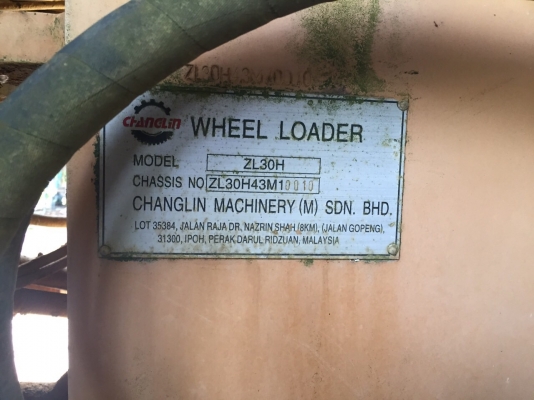 CHANGLIN
WHEEL LOADER
MODEL ZL30H
CHASSIS NO ZL30H43M10010
CHANGLIN MACHINERY (M) SDN. BHD.
LOT 35384, JALAN RAJA DR. NAZRIN SHAH (8KM), (JALAN GOPENG),
31300, IPOH, PERAK DARUL RIDZUAN, MALAYSIA